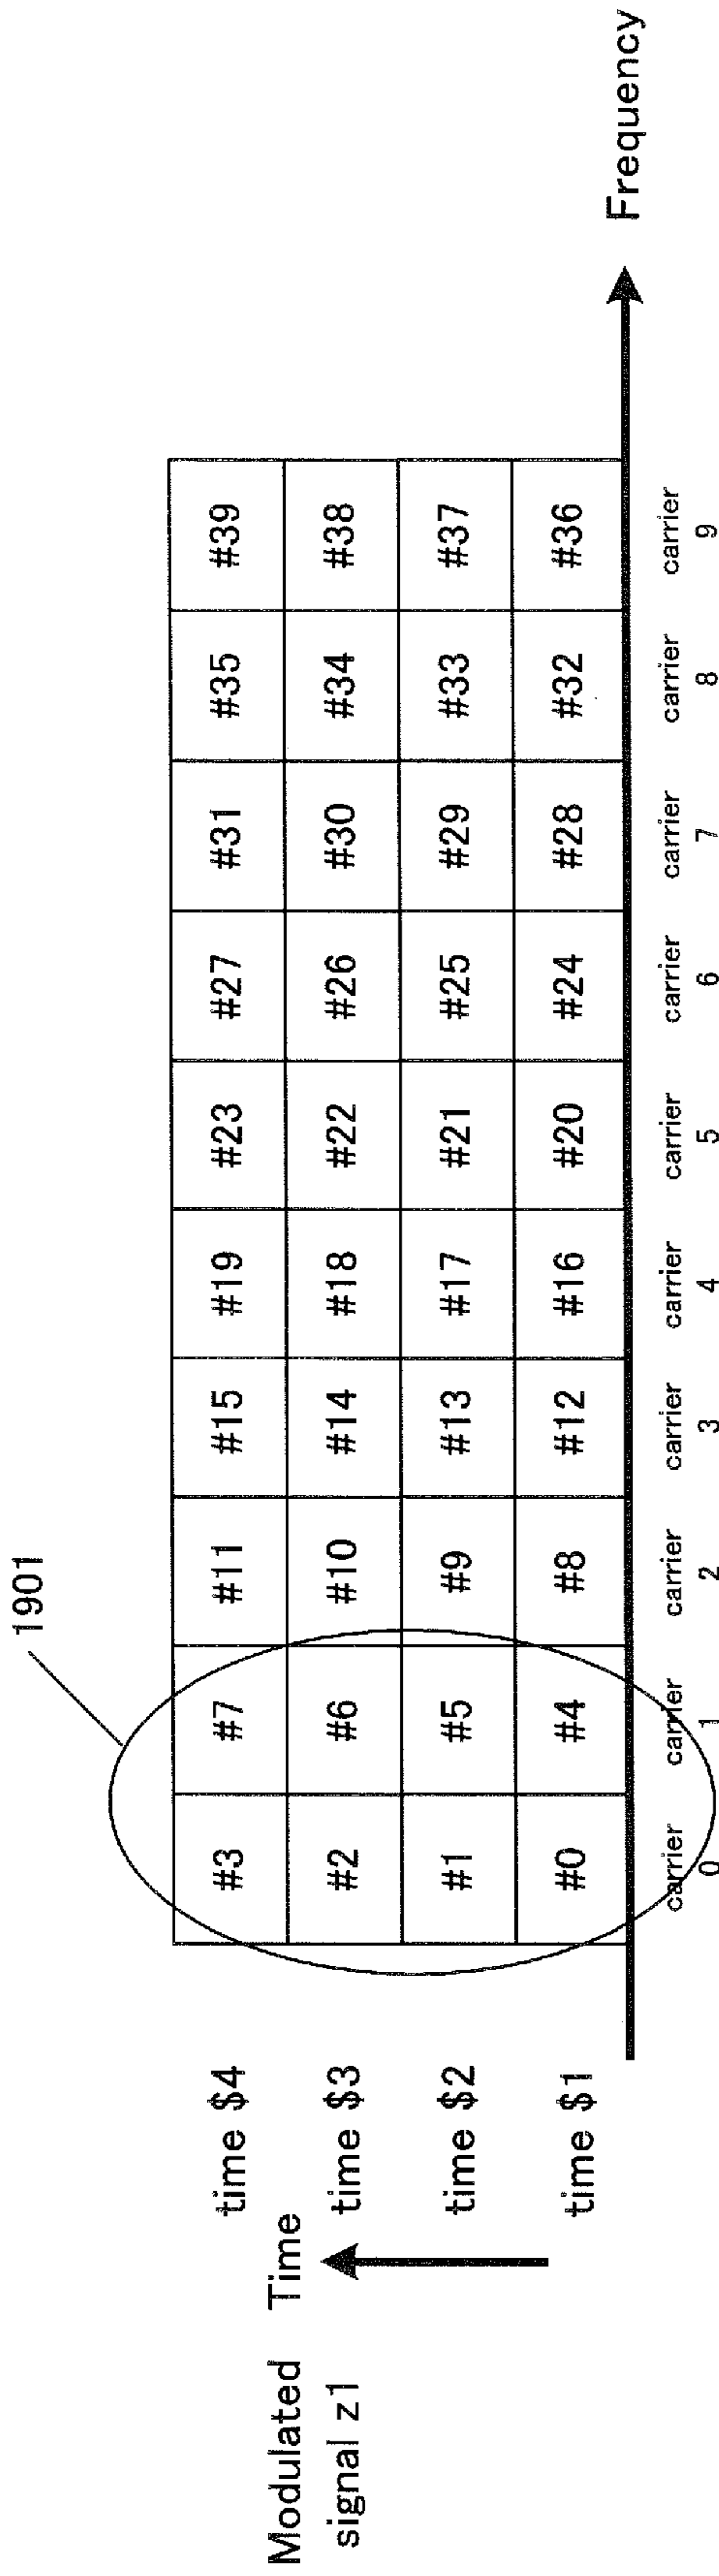 1901
Modulated
signal z1
Time
time $4
#3 #7 #11 #15 #19 #23 #27 #31 #35 #39
time $3
#2 #6 #10 #14 #18 #22 #26 #30 #34 #38
time $2
#1 #5 #9 #13 #17 #21 #25 #29 #33 #37
time $1
#0 #4 #8 #12 #16 #20 #24 #28 #32 #36
Frequency
carrier carrier carrier carrier carrier carrier carrier carrier carrier carrier
0 1 2 3 4 5 6 7 8 9